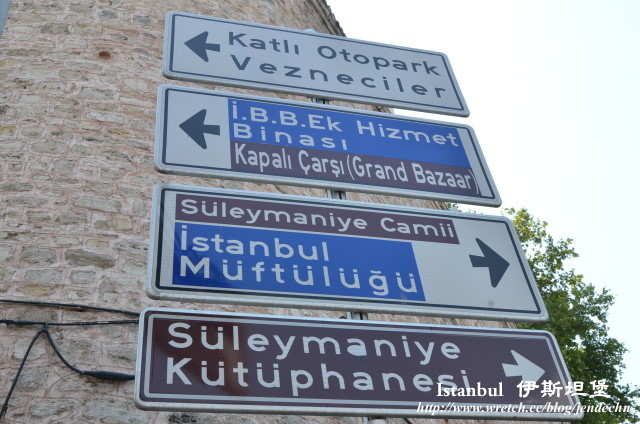 Katlı Otopark
Vezneciler
İ.B.B.Ek Hizmet
Binası
Kapalı Çarşı(Grand Bazaar)
Süleymaniye Camii
İstanbul
Müftülüğü
Süleymaniye
Kütüphanesi
Istanbul 伊斯坦堡
http://www.wretch.cc/blog/jendechn